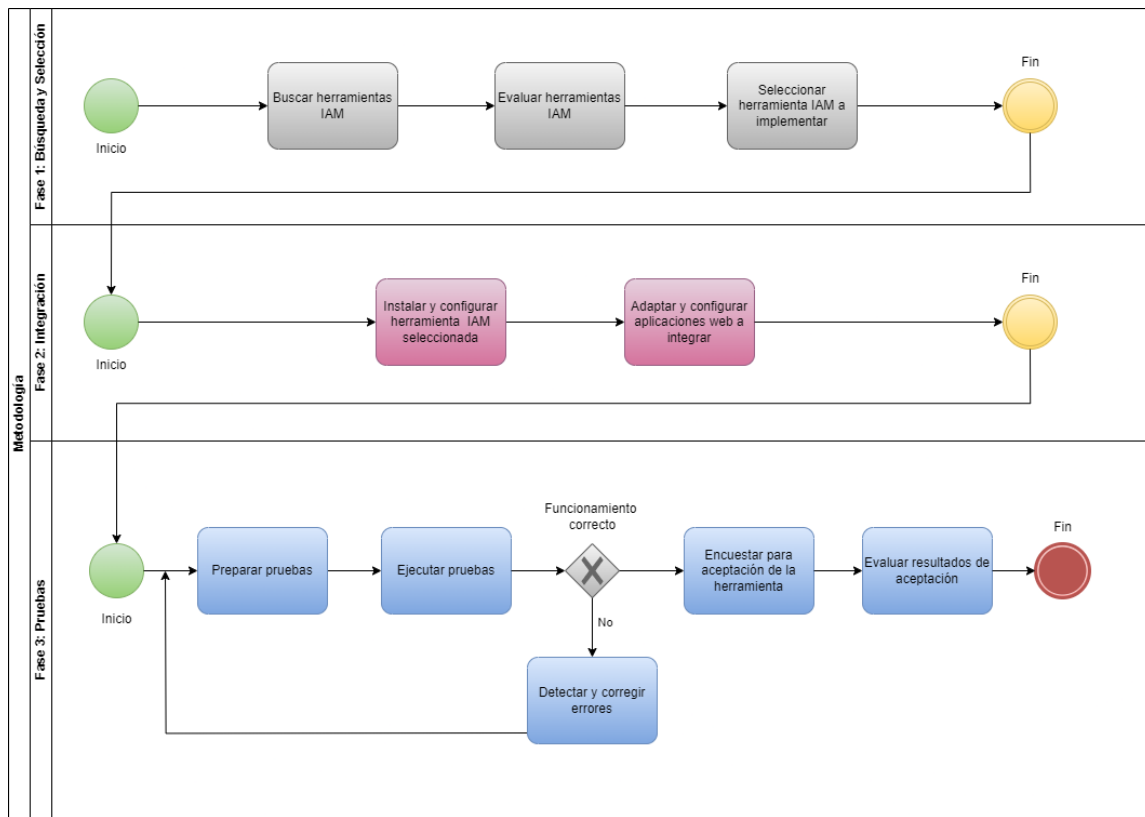 Metodología
Fase 1: Búsqueda y Selección
Inicio
Buscar herramientas
IAM
Evaluar herramientas
IAM
Seleccionar
herramienta IAM a
implementar
Fin
Fase 2: Integración
Inicio
Instalar y configurar
herramienta IAM
seleccionada
Adaptar y configurar
aplicaciones web a
integrar
Fin
Fase 3: Pruebas
Inicio
Preparar pruebas
Ejecutar pruebas
Funcionamiento
correcto
No
Detectar y corregir
errores
Encuestar para
aceptación de la
herramienta
Evaluar resultados de
aceptación
Fin